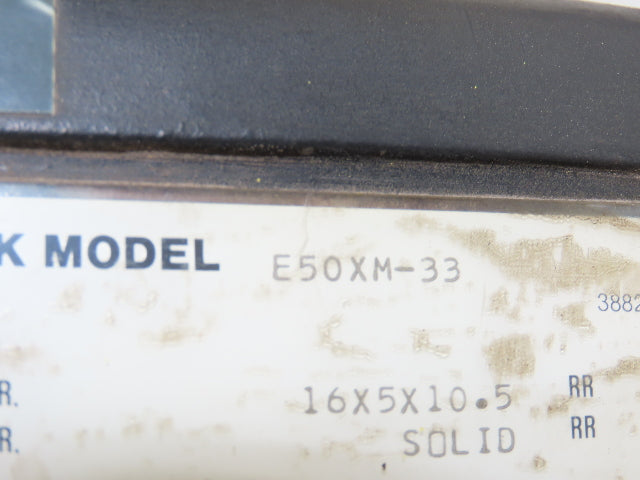 K MODEL E50XM-33
3882
R. 16X5X10.5 RR
R. SOLID RR